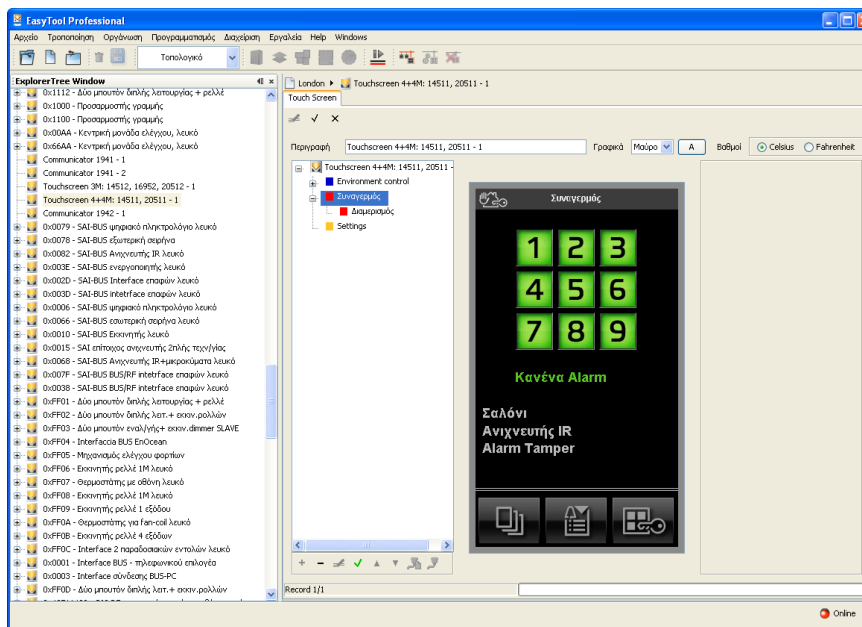 EasyTool Professional
Αρχείο Τροποποίηση Οργάνωση Προγραμματισμός Διαχείριση Εργαλεία Help Windows
Τοπολογικό
ExplorerTree Window
0x1112 - Δύο μπουτόν διπλής λειτουργίας + ρελλέ
0x1000 - Προσαρμοστής γραμμής
0x1100 - Προσαρμοστής γραμμής
0x00AA - Κεντρική μονάδα ελέγχου, λευκό
0x66AA - Κεντρική μονάδα ελέγχου, λευκό
Communicator 1941 - 1
Communicator 1941 - 2
Touchscreen 3M: 14512, 16952, 20512 - 1
Touchscreen 4+4M: 14511, 20511 - 1
Communicator 1942 - 1
0x0079 - SAI-BUS ψηφιακό πληκτρολόγιο λευκό
0x0078 - SAI-BUS εξωτερική σειρήνα
0x0082 - SAI-BUS Ανιχνευτής IR λευκό
0x003E - SAI-BUS ενεργοποιητής λευκό
0x002D - SAI-BUS Interface επαφών λευκό
0x003D - SAI-BUS intetrface επαφών λευκό
0x0006 - SAI-BUS ψηφιακό πληκτρολόγιο λευκό
0x0066 - SAI-BUS εσωτερική σειρήνα λευκό
0x0010 - SAI-BUS Εκκινητής λευκό
0x0015 - SAI επίτοιχος ανιχνευτής 2πλής τεχν/γίας
0x0068 - SAI-BUS Ανιχνευτής IR+μικροκύματα λευκό
0x007F - SAI-BUS BUS/RF intetrface επαφών λευκό
0x0038 - SAI-BUS BUS/RF intetrface επαφών λευκό
0xFF01 - Δύο μπουτόν διπλής λειτουργίας + ρελλέ
0xFF02 - Δύο μπουτόν διπλής λειτ.+ εκκιν.ρολλών
0xFF03 - Δύο μπουτόν εναλ/γής+ εκκιν.dimmer SLAVE
0xFF04 - Interfaccia BUS EnOcean
0xFF05 - Μηχανισμός ελέγχου φορτίων
0xFF06 - Εκκινητής ρελλέ 1M λευκό
0xFF07 - Θερμοστάτης με οθόνη λευκό
0xFF08 - Εκκινητής ρελλέ 1M λευκό
0xFF09 - Εκκινητής ρελλέ 1 εξόδου
0xFF0A - Θερμοστάτης για fan-coil λευκό
0xFF0B - Εκκινητής ρελλέ 4 εξόδων
0xFF0C - Interface 2 παραδοσιακών εντολών λευκό
0x0001 - Interface BUS - τηλεφωνικού επιλογέα
0x0003 - Interface σύνδεσης BUS-PC
0xFF0D - Δύο μπουτόν διπλής λειτ.+ εκκιν.ρολλών
London Touchscreen 4+4M: 14511, 20511 - 1
Touch Screen
Περιγραφή Touchscreen 4+4M: 14511, 20511 - 1 Γραφικά Μαύρο A Βαθμοί Celsius Fahrenheit
Touchscreen 4+4M: 14511, 20511 -
Environment control
Συναγερμός
Διαμερισμός
Settings
Συναγερμός
1 2 3
4 5 6
7 8 9
Κανένα Alarm
Σαλόνι
Ανιχνευτής IR
Alarm Tamper
Record 1/1
Online